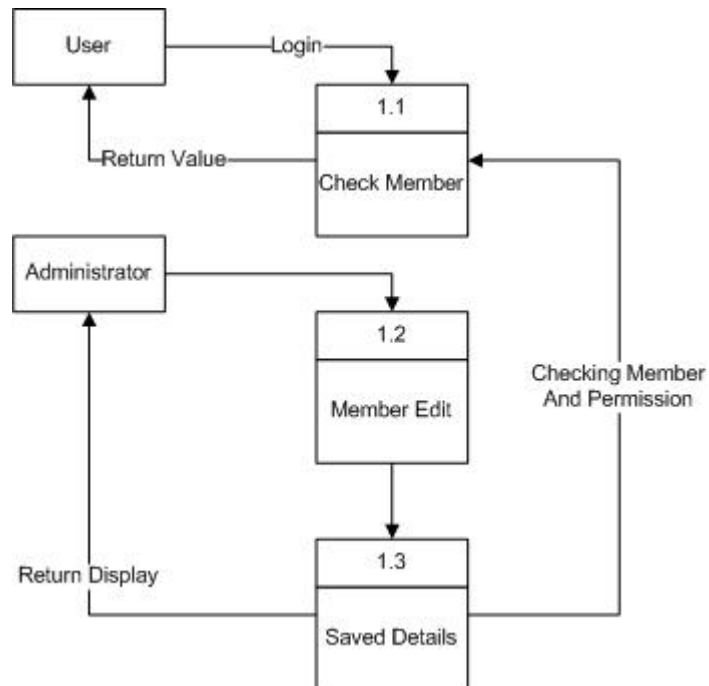 User
Login
1.1
Return Value
Check Member
Administrator
1.2
Checking Member
And Permission
Member Edit
1.3
Return Display
Saved Details